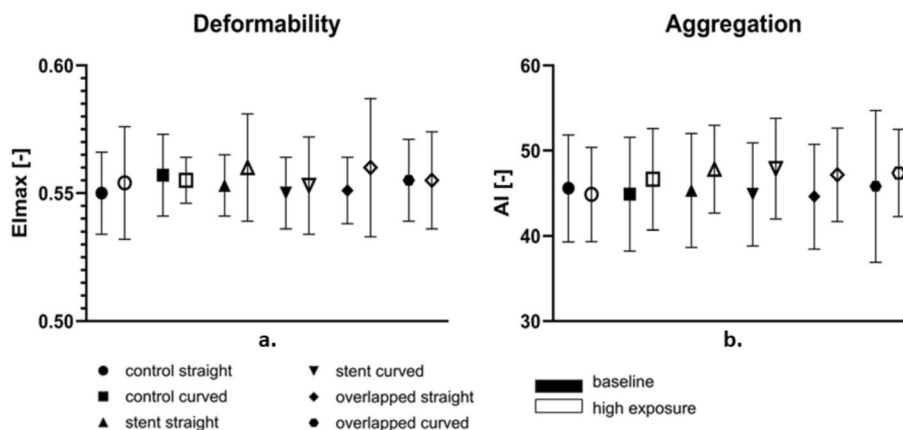 Deformability
Aggregation
EImax [-]
0.60
0.55
0.50
a.
AI [-]
60
50
40
30
b.
control straight
control curved
stent straight
stent curved
overlapped straight
overlapped curved
baseline
high exposure